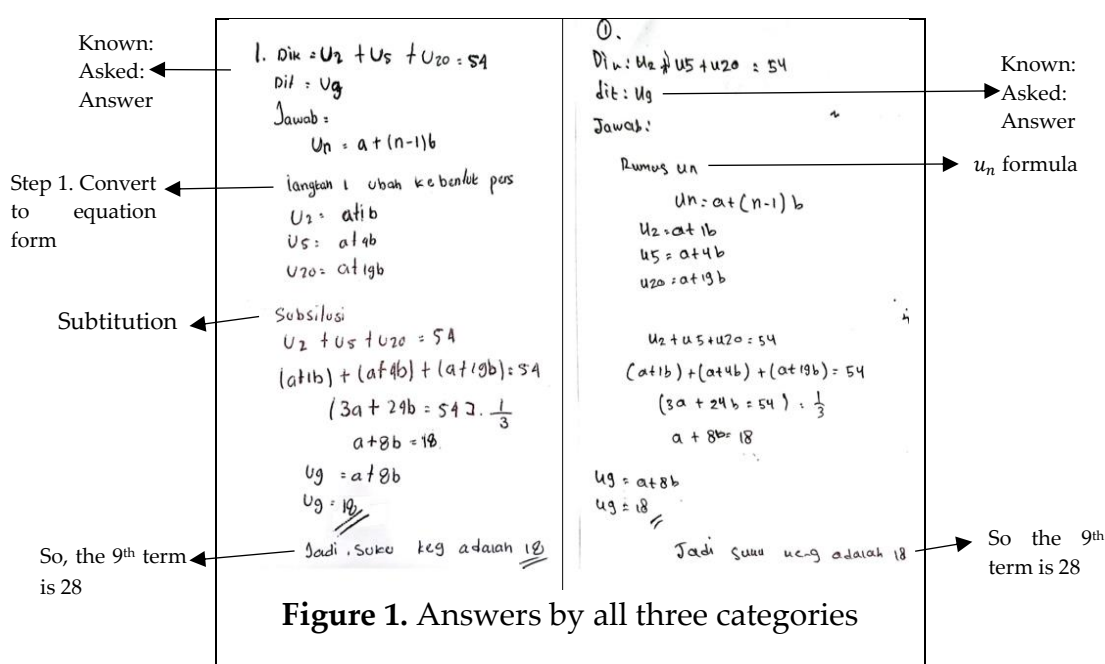 Known:
Asked:
Answer
Step 1. Convert
to equation
form
Subtitution
So, the 9th term
is 28
1. Dik : U2 + U5 + U20 = 54
Dit : U9
Jawab :
Un = a + (n-1)b
langkah 1 ubah ke bentuk pers
U2 = a+1b
U5 = a+4b
U20 = a+19b
Subsilusi
U2 + U5 + U20 = 54
(a+1b) + (a+4b) + (a+19b) = 54
(3a + 24b = 54) . 1/3
a+8b = 18
U9 = a+8b
U9 = 18
Jadi, suku ke9 adalah 18
①.
Dik : U2 + U5 + U20 = 54
dit : U9
Jawab :
Rumus un
Un = a+(n-1) b
U2 = a+ 1b
U5 = a+4b
U20 = a+19b
U2+U5+U20 = 54
(a+1b)+(a+4b)+(a+19b) = 54
(3a + 24b = 54) : 1/3
a + 8b = 18
U9 = a+8b
U9 = 18
Jadi suku ke9 adalah 18
Known:
Asked:
Answer
un formula
So the 9th
term is 28
Figure 1. Answers by all three categories